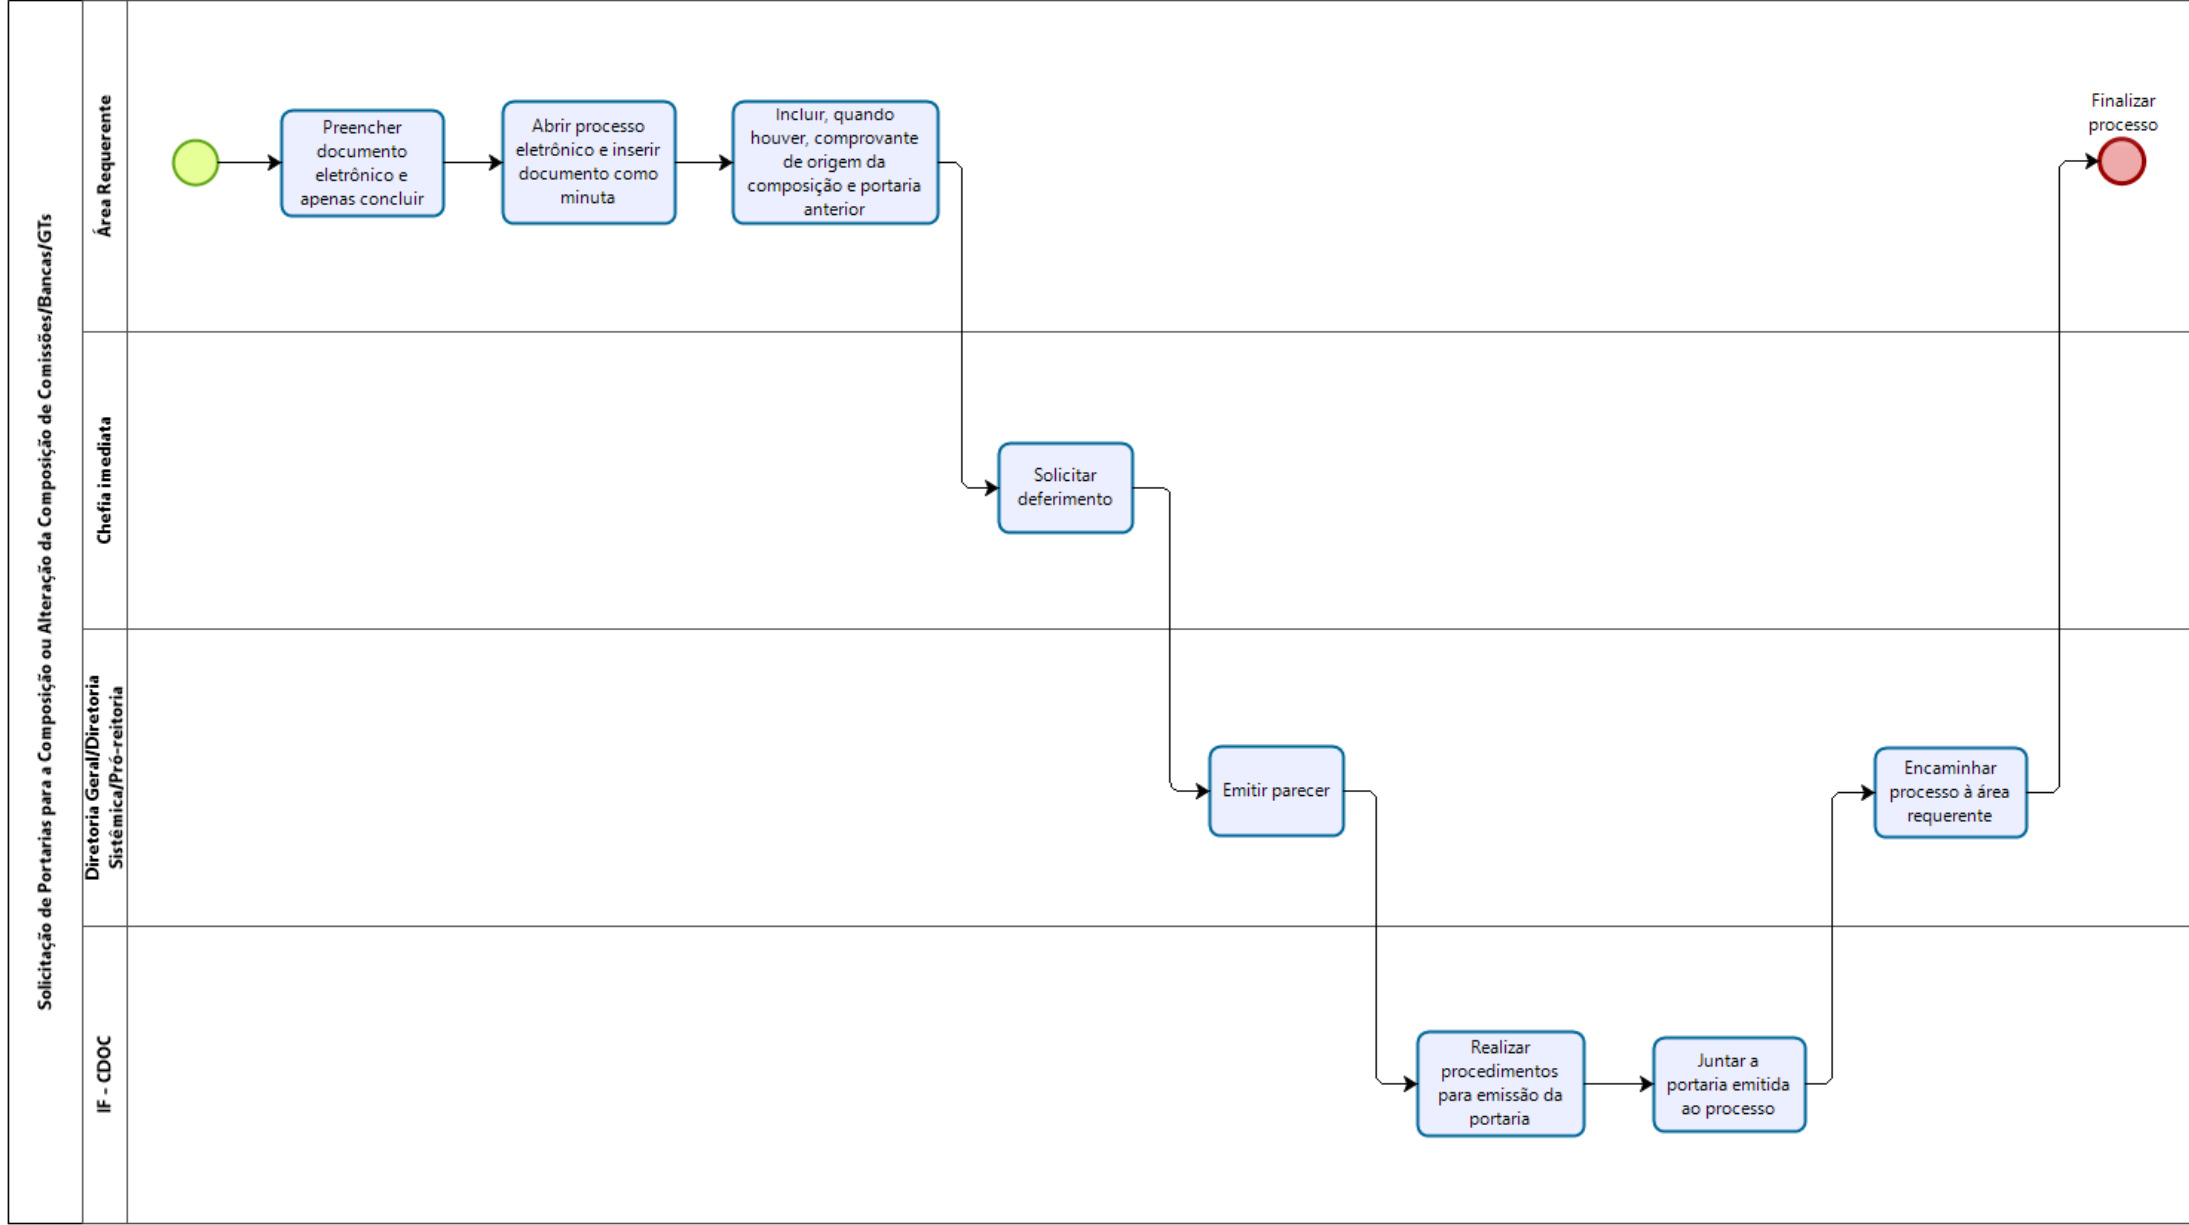 Solicitação de Portarias para a Composição ou Alteração da Composição de Comissões/Bancas/GTs
Área Requerente
Preencher
documento
eletrônico e
apenas concluir
Abrir processo
eletrônico e inserir
documento como
minuta
Incluir, quando
houver, comprovante
de origem da
composição e portaria
anterior
Finalizar
processo
Chefia imediata
Solicitar
deferimento
Diretoria Geral/Diretoria
Sistêmica/Pró-reitoria
Emitir parecer
Encaminhar
processo à área
requerente
IF - CDOC
Realizar
procedimentos
para emissão da
portaria
Juntar a
portaria emitida
ao processo